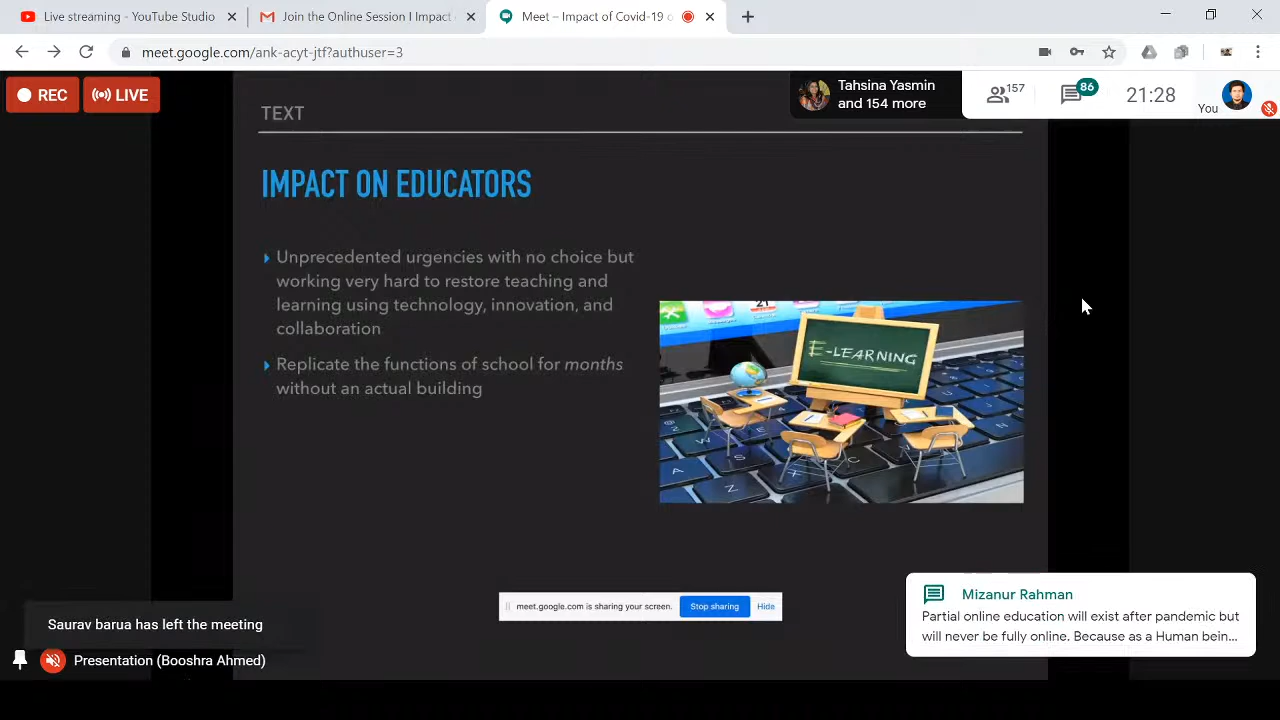 Live streaming - YouTube Studio
Join the Online Session I Impact
Meet – Impact of Covid-19 o
meet.google.com/ank-acyt-jtf?authuser=3
REC
LIVE
Tahsina Yasmin
and 154 more
157
86
21:28
You
TEXT
IMPACT ON EDUCATORS
Unprecedented urgencies with no choice but
working very hard to restore teaching and
learning using technology, innovation, and
collaboration
Replicate the functions of school for months
without an actual building
21
E-LEARNING
W
S
A
Z
X
C
N
meet.google.com is sharing your screen.
Stop sharing
Hide
Mizanur Rahman
Partial online education will exist after pandemic but
will never be fully online. Because as a Human bein...
Saurav barua has left the meeting
Presentation (Booshra Ahmed)